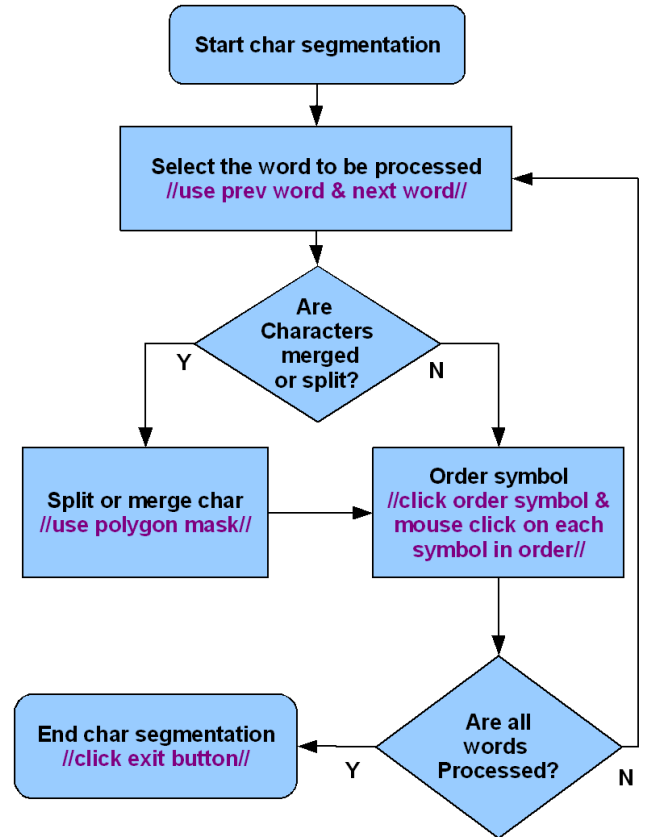 Start char segmentation
Select the word to be processed
//use prev word & next word//
Are
Characters
merged
or split?
Y
N
Split or merge char
//use polygon mask//
Order symbol
//click order symbol &
mouse click on each
symbol in order//
End char segmentation
//click exit button//
Y
Are all
words
Processed?
N